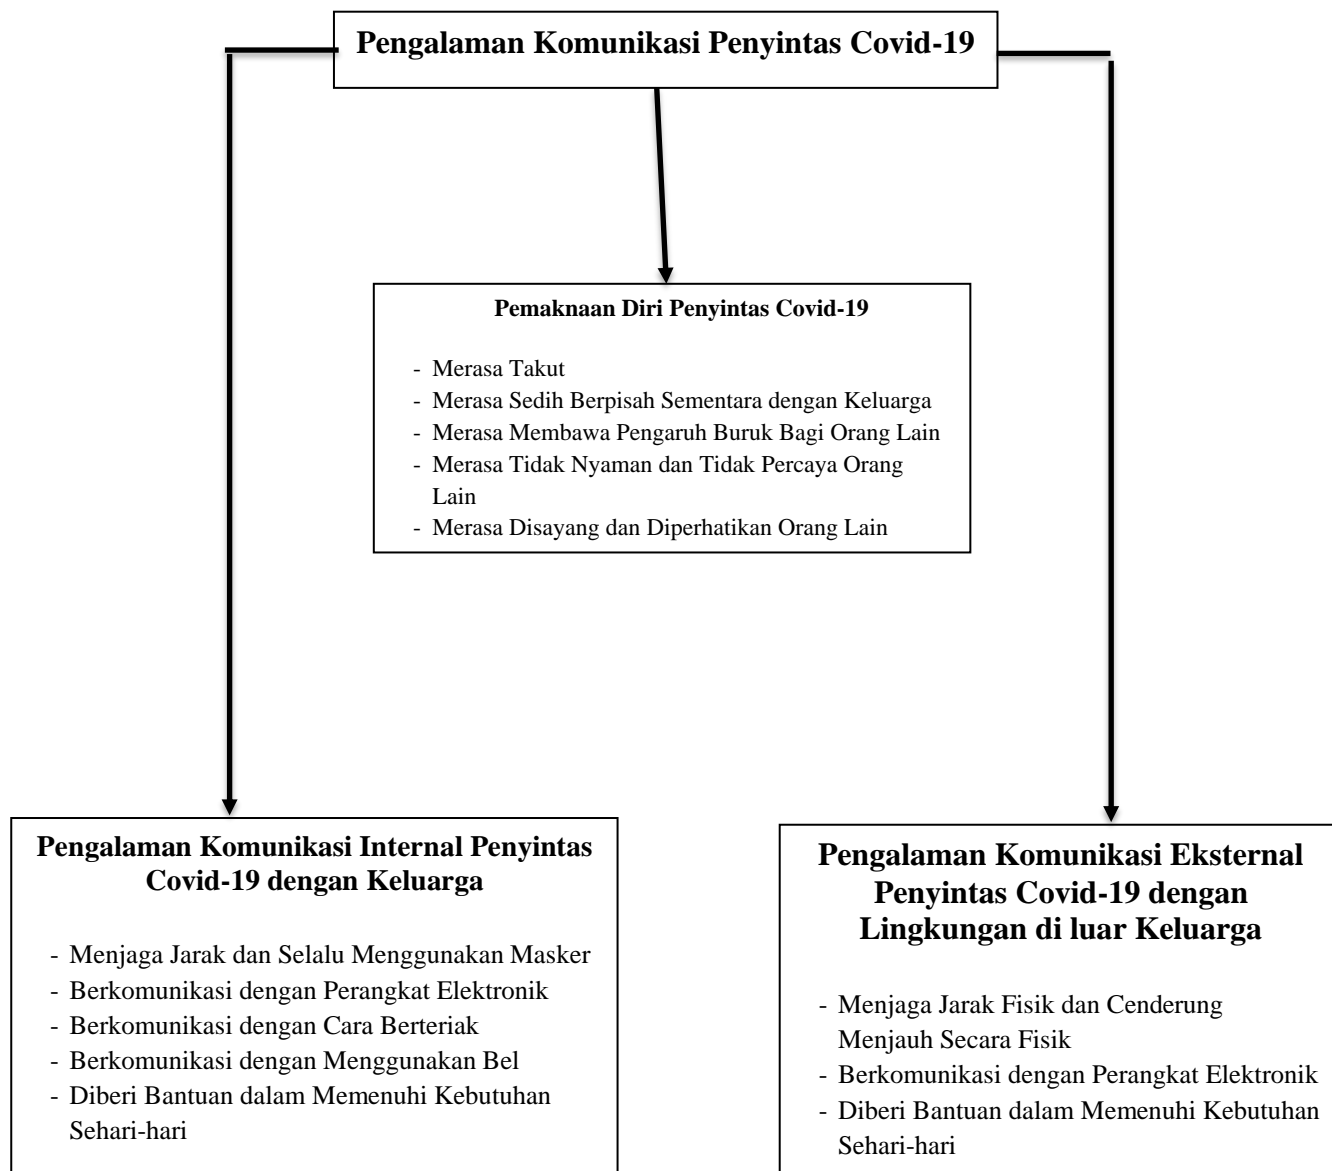 Pengalaman Komunikasi Penyintas Covid-19
Pemaknaan Diri Penyintas Covid-19
- Merasa Takut
- Merasa Sedih Berpisah Sementara dengan Keluarga
- Merasa Membawa Pengaruh Buruk Bagi Orang Lain
- Merasa Tidak Nyaman dan Tidak Percaya Orang
Lain
- Merasa Disayang dan Diperhatikan Orang Lain
Pengalaman Komunikasi Internal Penyintas
Covid-19 dengan Keluarga
- Menjaga Jarak dan Selalu Menggunakan Masker
- Berkomunikasi dengan Perangkat Elektronik
- Berkomunikasi dengan Cara Berteriak
- Berkomunikasi dengan Menggunakan Bel
- Diberi Bantuan dalam Memenuhi Kebutuhan
Sehari-hari
Pengalaman Komunikasi Eksternal
Penyintas Covid-19 dengan
Lingkungan di luar Keluarga
- Menjaga Jarak Fisik dan Cenderung
Menjauh Secara Fisik
- Berkomunikasi dengan Perangkat Elektronik
- Diberi Bantuan dalam Memenuhi Kebutuhan
Sehari-hari